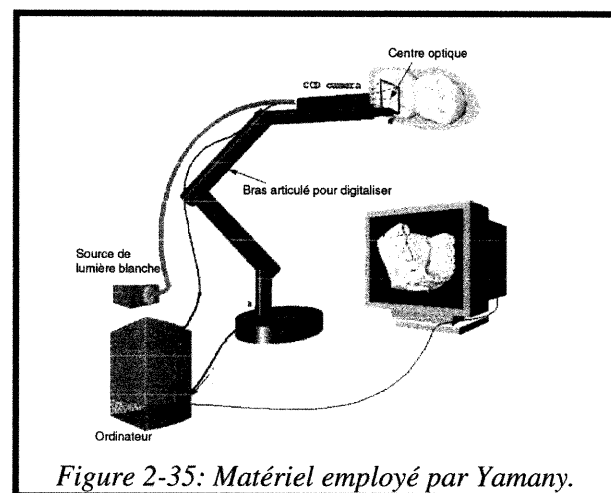 Centre optique
CCD camera
Bras articulé pour digitaliser
Source de
lumière blanche
Ordinateur
Figure 2-35: Matériel employé par Yamany.